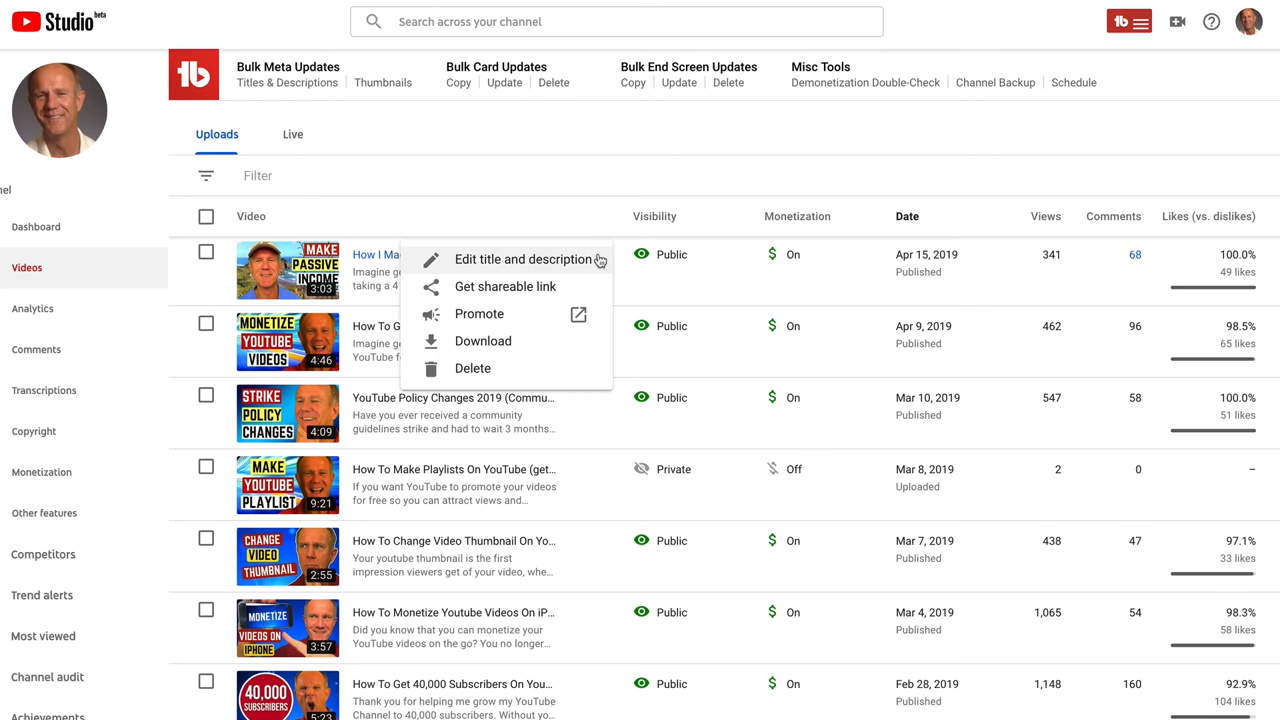 Studio beta
Search across your channel
tb
tb
Bulk Meta Updates
Titles & Descriptions
Thumbnails
Bulk Card Updates
Copy
Update
Delete
Bulk End Screen Updates
Copy
Update
Delete
Misc Tools
Demonetization Double-Check
Channel Backup
Schedule
nel
Dashboard
Videos
Analytics
Comments
Transcriptions
Copyright
Monetization
Other features
Competitors
Trend alerts
Most viewed
Channel audit
Achievements
Uploads
Live
Filter
Video
Visibility
Monetization
Date
Views
Comments
Likes (vs. dislikes)
MAKE
PASSIVE
INCOME
3:03
How I Ma
Imagine ge
taking a 4
Edit title and description
Get shareable link
Promote
Download
Delete
Public
On
Apr 15, 2019
Published
341
68
100.0%
49 likes
MONETIZE
YOUTUBE
VIDEOS
4:46
How To G
Imagine ge
YouTube f
Public
On
Apr 9, 2019
Published
462
96
98.5%
65 likes
STRIKE
POLICY
CHANGES
4:09
YouTube Policy Changes 2019 (Commu...
Have you ever received a community
guidelines strike and had to wait 3 months...
Public
On
Mar 10, 2019
Published
547
58
100.0%
51 likes
MAKE
YOUTUBE
PLAYLIST
9:21
How To Make Playlists On YouTube (get...
If you want YouTube to promote your videos
for free so you can attract views and...
Private
Off
Mar 8, 2019
Uploaded
2
0
–
CHANGE
VIDEO
THUMBNAIL
2:55
How To Change Video Thumbnail On Yo...
Your youtube thumbnail is the first
impression viewers get of your video, whe...
Public
On
Mar 7, 2019
Published
438
47
97.1%
33 likes
MONETIZE
VIDEOS ON
IPHONE
3:57
How To Monetize Youtube Videos On iP...
Did you know that you can monetize your
YouTube videos on the go? You no longer...
Public
On
Mar 4, 2019
Published
1,065
54
98.3%
58 likes
40,000
SUBSCRIBERS
5:23
How To Get 40,000 Subscribers On You...
Thank you for helping me grow my YouTube
Channel to 40,000 subscribers. Without yo...
Public
On
Feb 28, 2019
Published
1,148
160
92.9%
104 likes